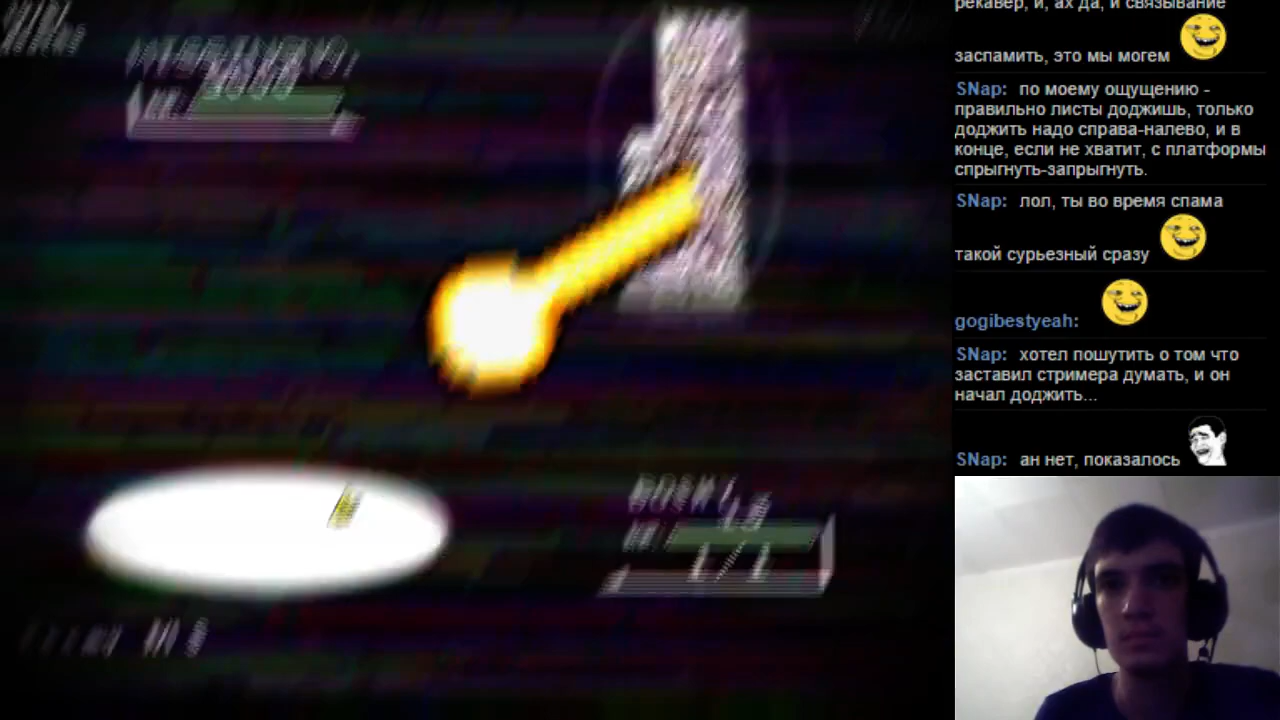 рекавер, и, ах да, и связывание
заспамить, это мы могем
SNap: по моему ощущению -
правильно листы доджишь, только
доджить надо справа-налево, и в
конце, если не хватит, с платформы
спрыгнуть-запрыгнуть.
SNap: лол, ты во время спама
такой сурьезный сразу
gogibestyeah:
SNap: хотел пошутить о том что
заставил стримера думать, и он
начал доджить...
SNap: ан нет, показалось
1/1